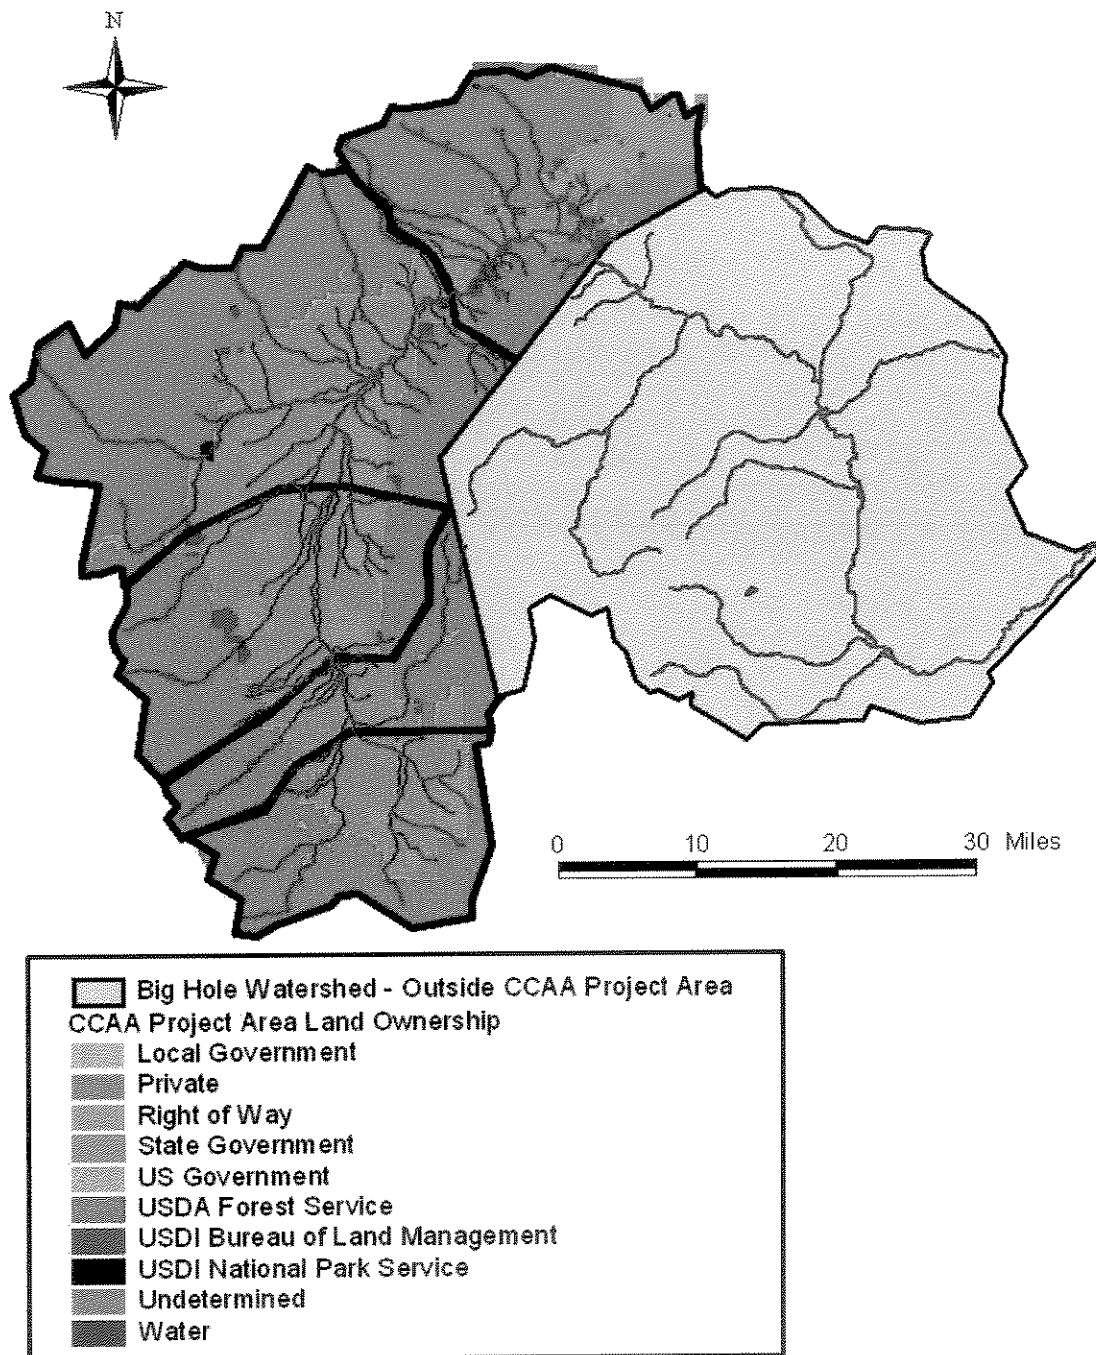 N
0 10 20 30 Miles
Big Hole Watershed - Outside CCAA Project Area
CCAA Project Area Land Ownership
Local Government
Private
Right of Way
State Government
US Government
USDA Forest Service
USDI Bureau of Land Management
USDI National Park Service
Undetermined
Water